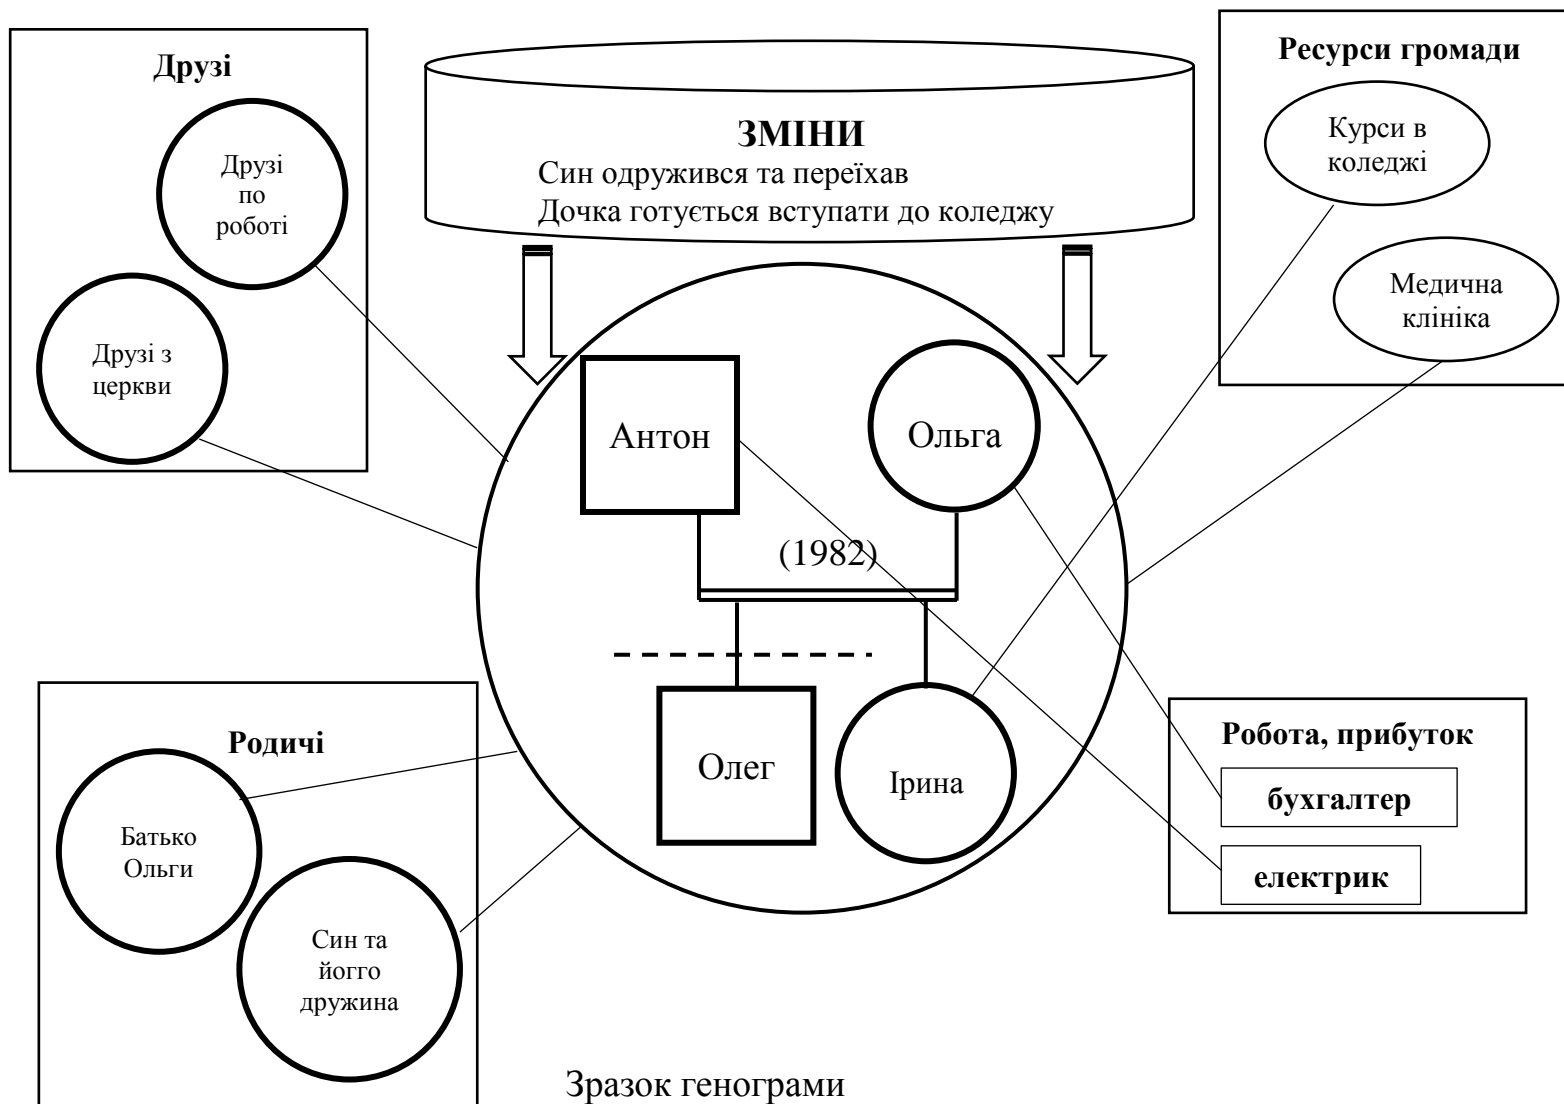 Друзі
Друзі
по
роботі
Друзі з
церкви
ЗМІНИ
Син одружився та переїхав
Дочка готується вступати до коледжу
Ресурси громади
Курси в
коледжі
Медична
клініка
Антон
Ольга
(1982)
Олег
Ірина
Родичі
Батько
Ольги
Син та
йогго
дружина
Робота, прибуток
бухгалтер
електрик
Зразок генограми